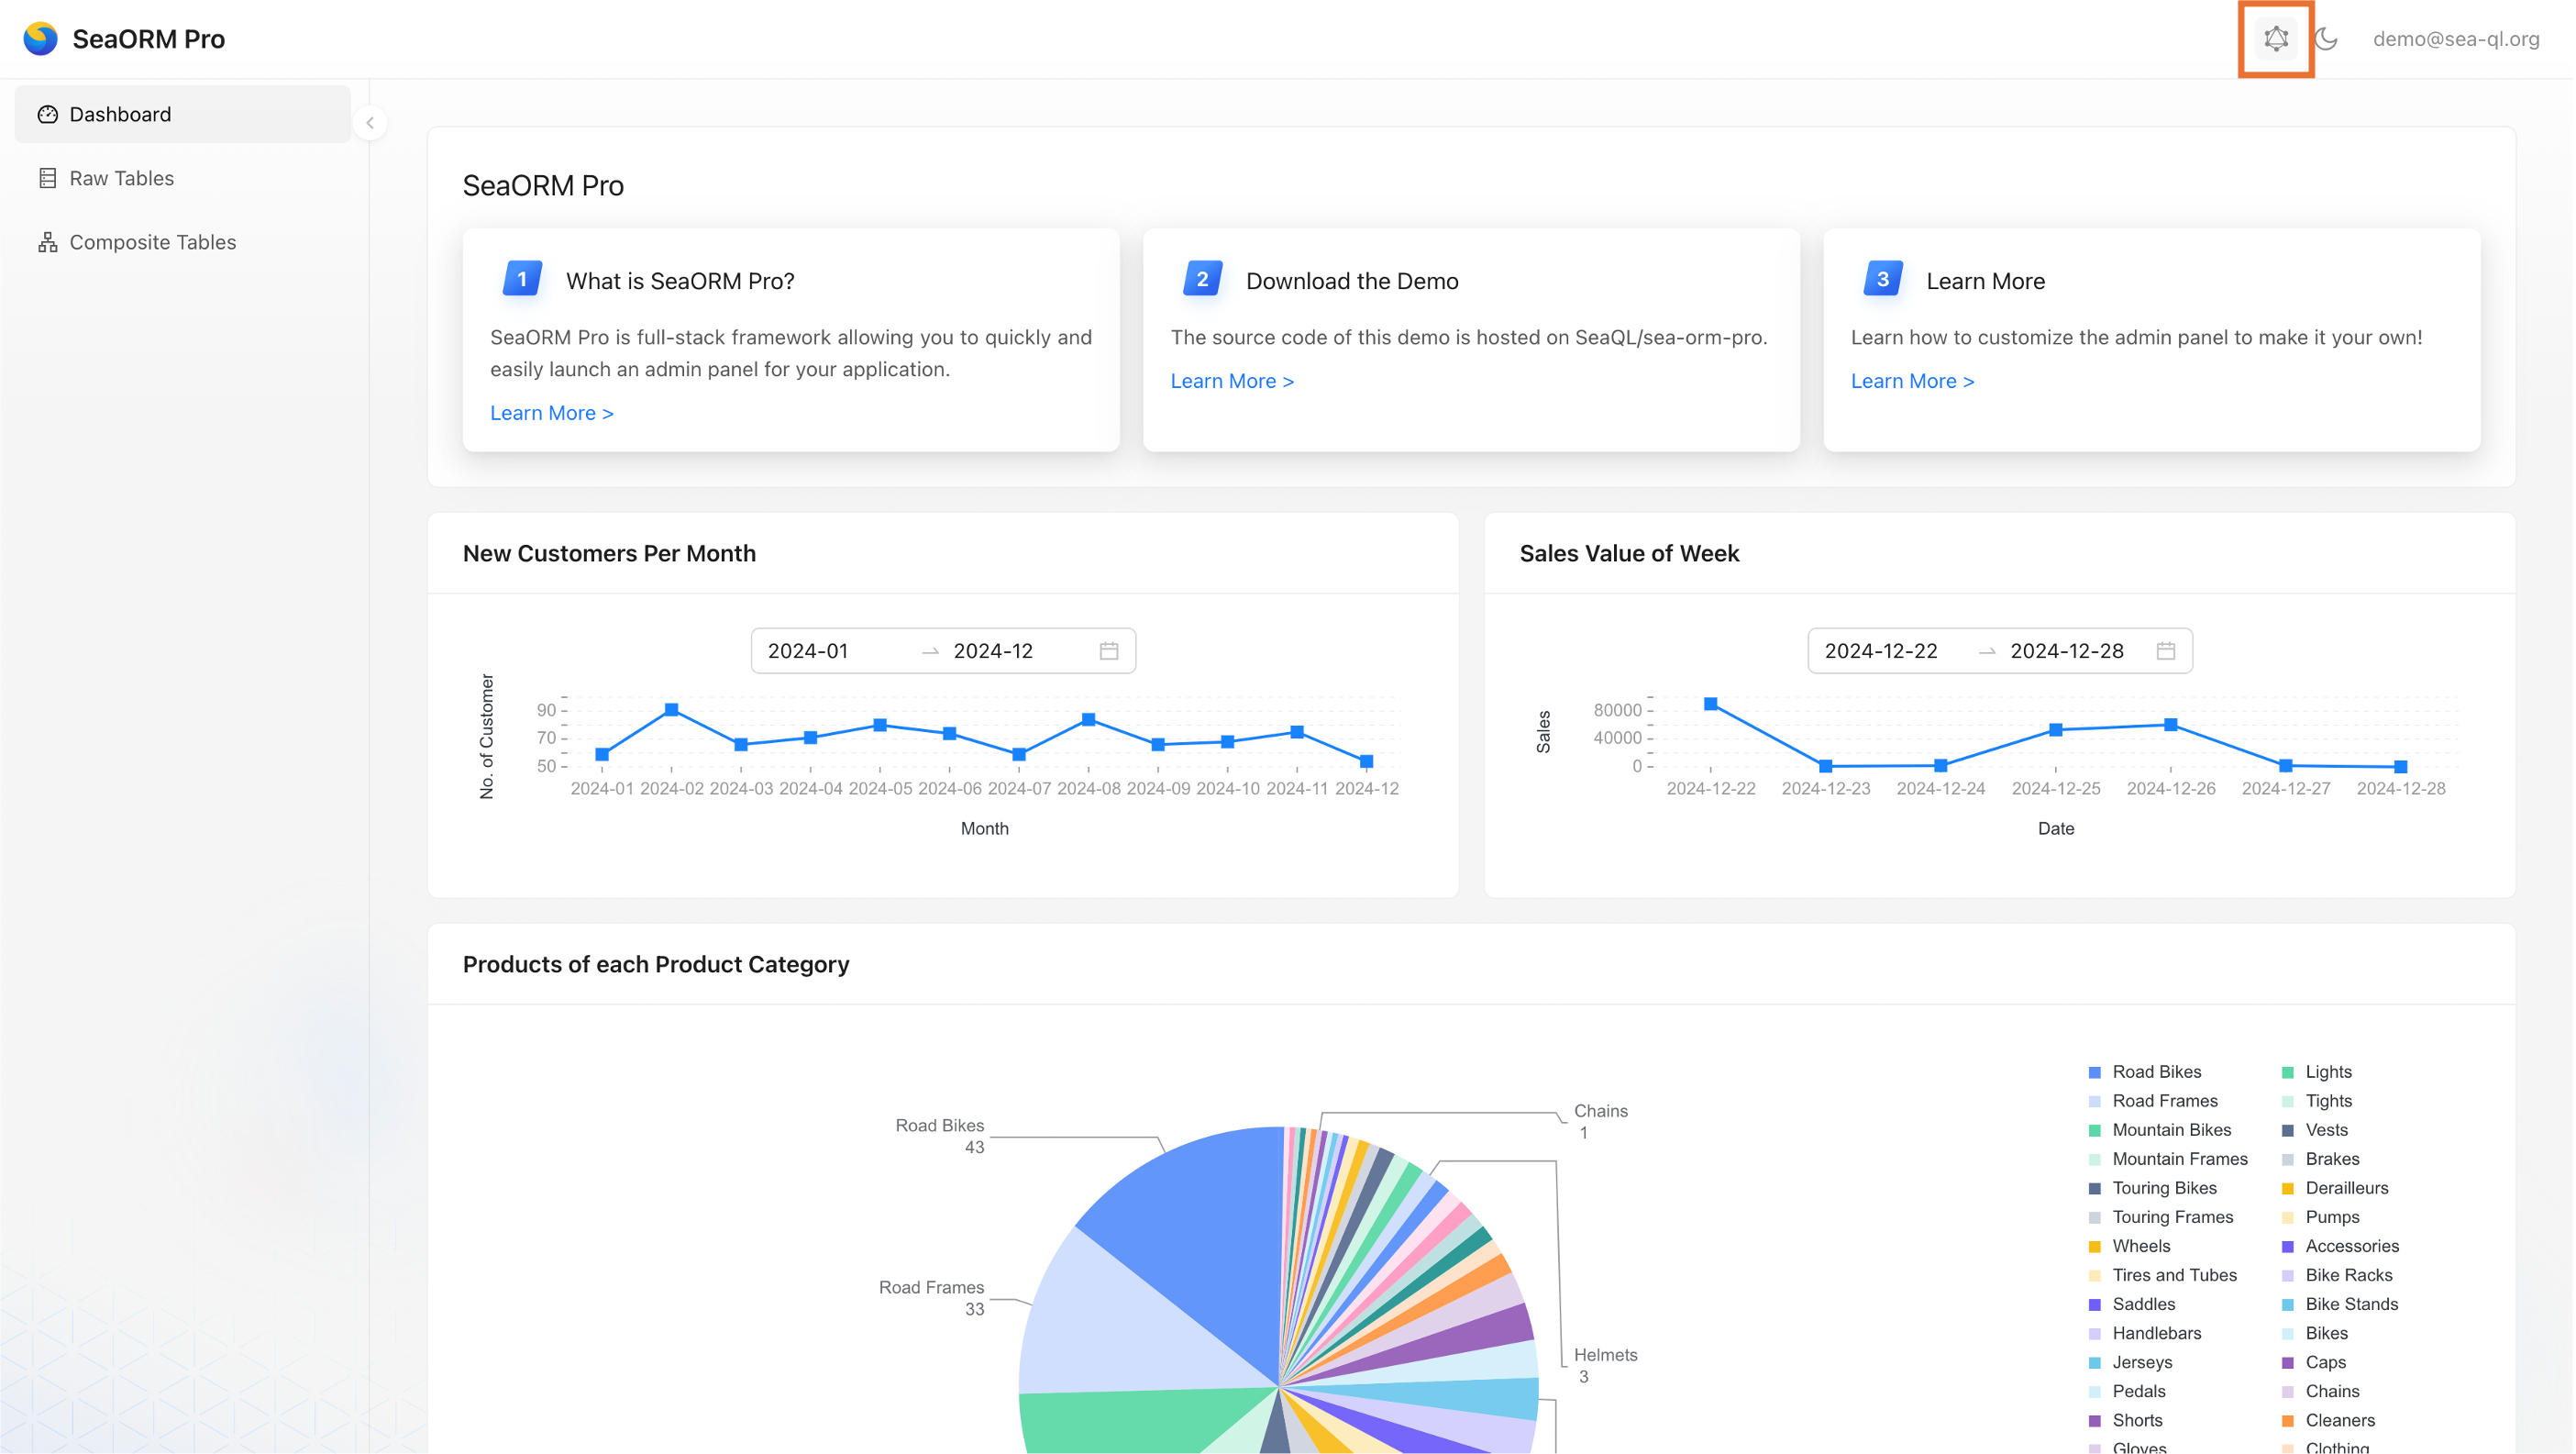 SeaORM Pro
demo@sea-ql.org
Dashboard
Raw Tables
Composite Tables
SeaORM Pro
1 What is SeaORM Pro?
SeaORM Pro is full-stack framework allowing you to quickly and
easily launch an admin panel for your application.
Learn More >
2 Download the Demo
The source code of this demo is hosted on SeaQL/sea-orm-pro.
Learn More >
3 Learn More
Learn how to customize the admin panel to make it your own!
Learn More >
New Customers Per Month
2024-01 → 2024-12
No. of Customer
90
70
50
2024-01 2024-02 2024-03 2024-04 2024-05 2024-06 2024-07 2024-08 2024-09 2024-10 2024-11 2024-12
Month
Sales Value of Week
2024-12-22 → 2024-12-28
Sales
80000
40000
0
2024-12-22 2024-12-23 2024-12-24 2024-12-25 2024-12-26 2024-12-27 2024-12-28
Date
Products of each Product Category
Road Bikes
43
Road Frames
33
Chains
1
Helmets
3
Road Bikes
Road Frames
Mountain Bikes
Mountain Frames
Touring Bikes
Touring Frames
Wheels
Tires and Tubes
Saddles
Handlebars
Jerseys
Pedals
Shorts
Gloves
Lights
Tights
Vests
Brakes
Derailleurs
Pumps
Accessories
Bike Racks
Bike Stands
Bikes
Caps
Chains
Cleaners
Clothing